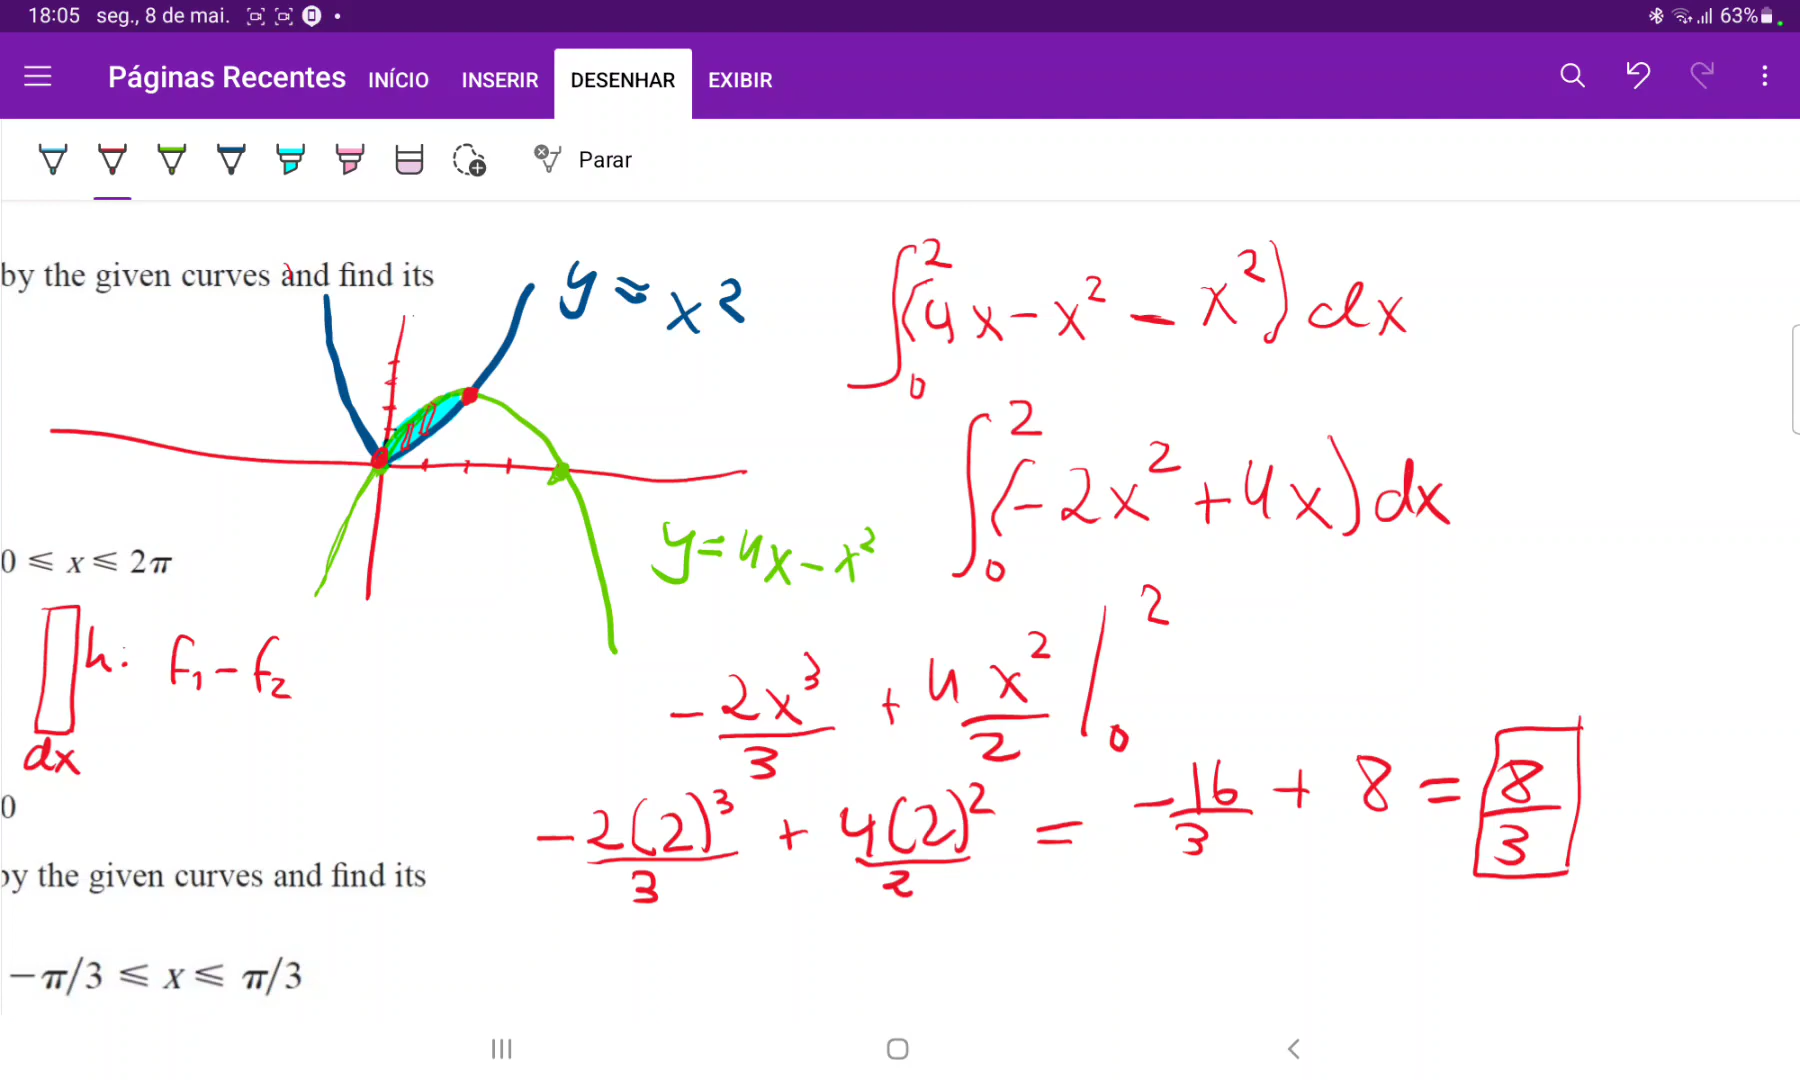 18:05 seg., 8 de mai.
63%
Páginas Recentes INÍCIO INSERIR DESENHAR EXIBIR
Parar
by the given curves and find its
y = x2
∫₀² (4x - x² - x²) dx
∫₀² (-2x² + 4x) dx
y = 4x - x²
0 ⩽ x ⩽ 2π
h: f₁ - f₂
dx
-2x³/3 + 4 x²/2 |₀²
-2(2)³/3 + 4(2)²/2 = -16/3 + 8 = 8/3
0
by the given curves and find its
-π/3 ⩽ x ⩽ π/3